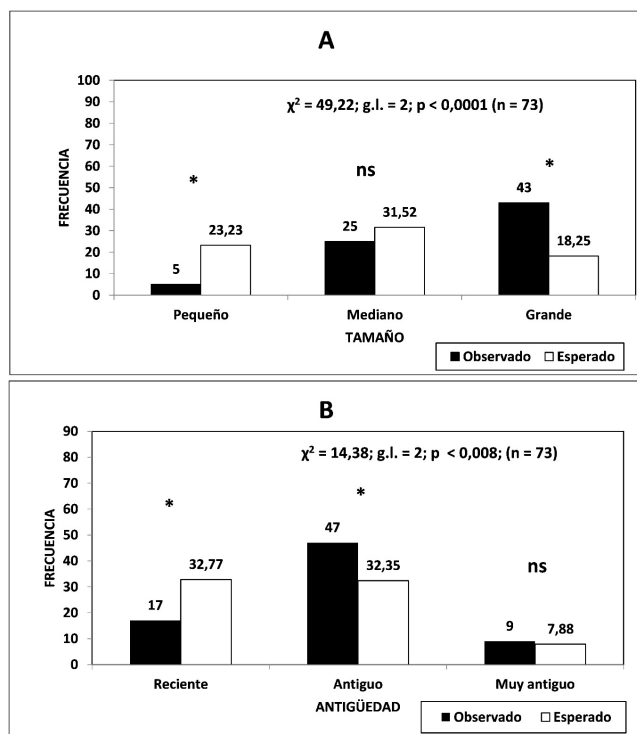 A
100
90
80
70
60
50
40
30
20
10
0
FRECUENCIA
χ² = 49,22; g.l. = 2; p < 0,0001 (n = 73)
* ns *
5 23,23 25 31,52 43 18,25
Pequeño Mediano Grande
TAMAÑO
Observado Esperado
B
90
80
70
60
50
40
30
20
10
0
FRECUENCIA
χ² = 14,38; g.l. = 2; p < 0,008; (n = 73)
* * ns
17 32,77 47 32,35 9 7,88
Reciente Antiguo Muy antiguo
ANTIGÜEDAD
Observado Esperado